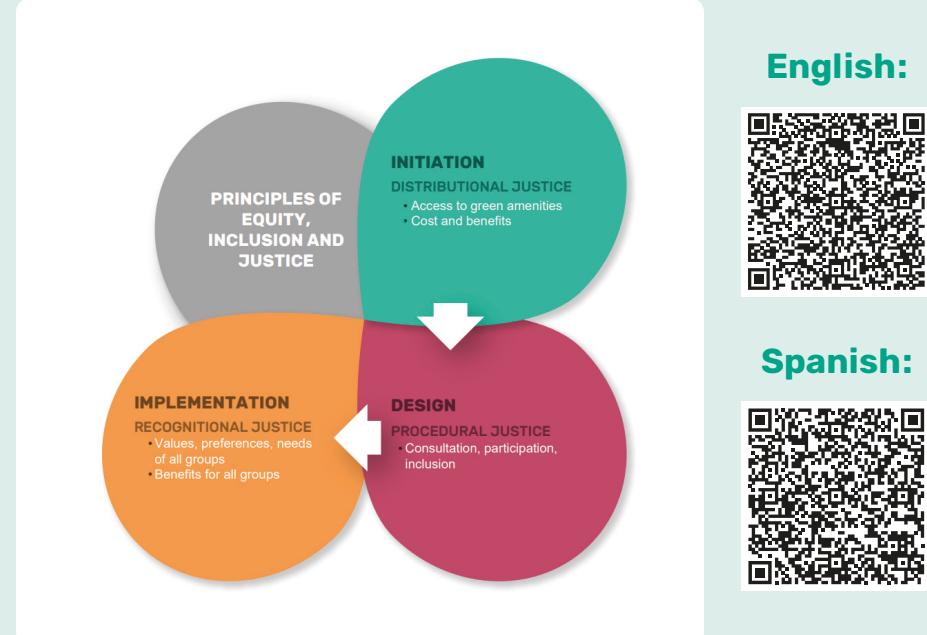 PRINCIPLES OF
EQUITY,
INCLUSION AND
JUSTICE
INITIATION
DISTRIBUTIONAL JUSTICE
• Access to green amenities
• Cost and benefits
DESIGN
PROCEDURAL JUSTICE
• Consultation, participation,
inclusion
IMPLEMENTATION
RECOGNITIONAL JUSTICE
• Values, preferences, needs
of all groups
• Benefits for all groups
English:
Spanish: